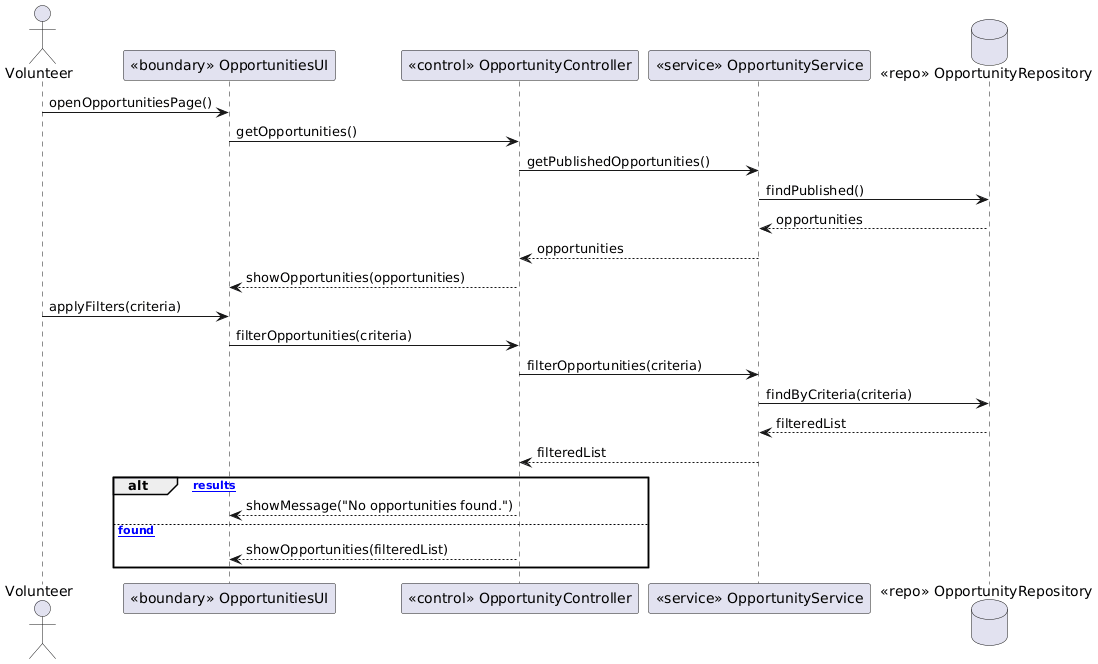 Volunteer
«boundary» OpportunitiesUI
«control» OpportunityController
«service» OpportunityService
«repo» OpportunityRepository
openOpportunitiesPage()
getOpportunities()
getPublishedOpportunities()
findPublished()
opportunities
opportunities
showOpportunities(opportunities)
applyFilters(criteria)
filterOpportunities(criteria)
filterOpportunities(criteria)
findByCriteria(criteria)
filteredList
filteredList
alt results
showMessage("No opportunities found.")
found
showOpportunities(filteredList)
Volunteer
«boundary» OpportunitiesUI
«control» OpportunityController
«service» OpportunityService
«repo» OpportunityRepository